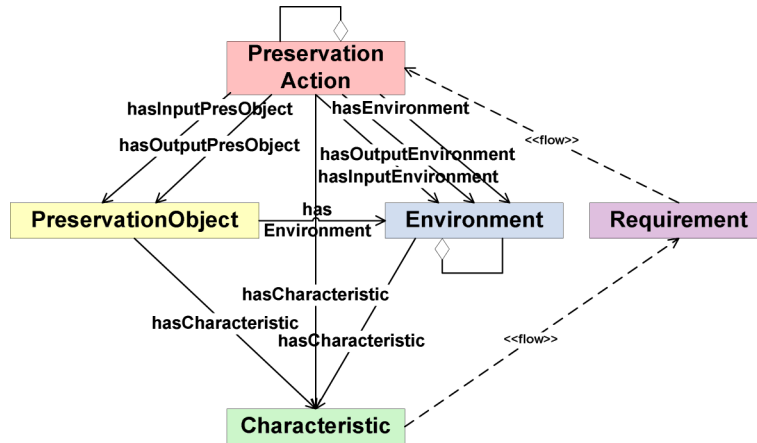 Preservation
Action
hasInputPresObject
hasEnvironment
<<flow>>
hasOutputPresObject
hasOutputEnvironment
hasInputEnvironment
has
Environment
PreservationObject
Environment
Requirement
hasCharacteristic
hasCharacteristic
hasCharacteristic
<<flow>>
Characteristic